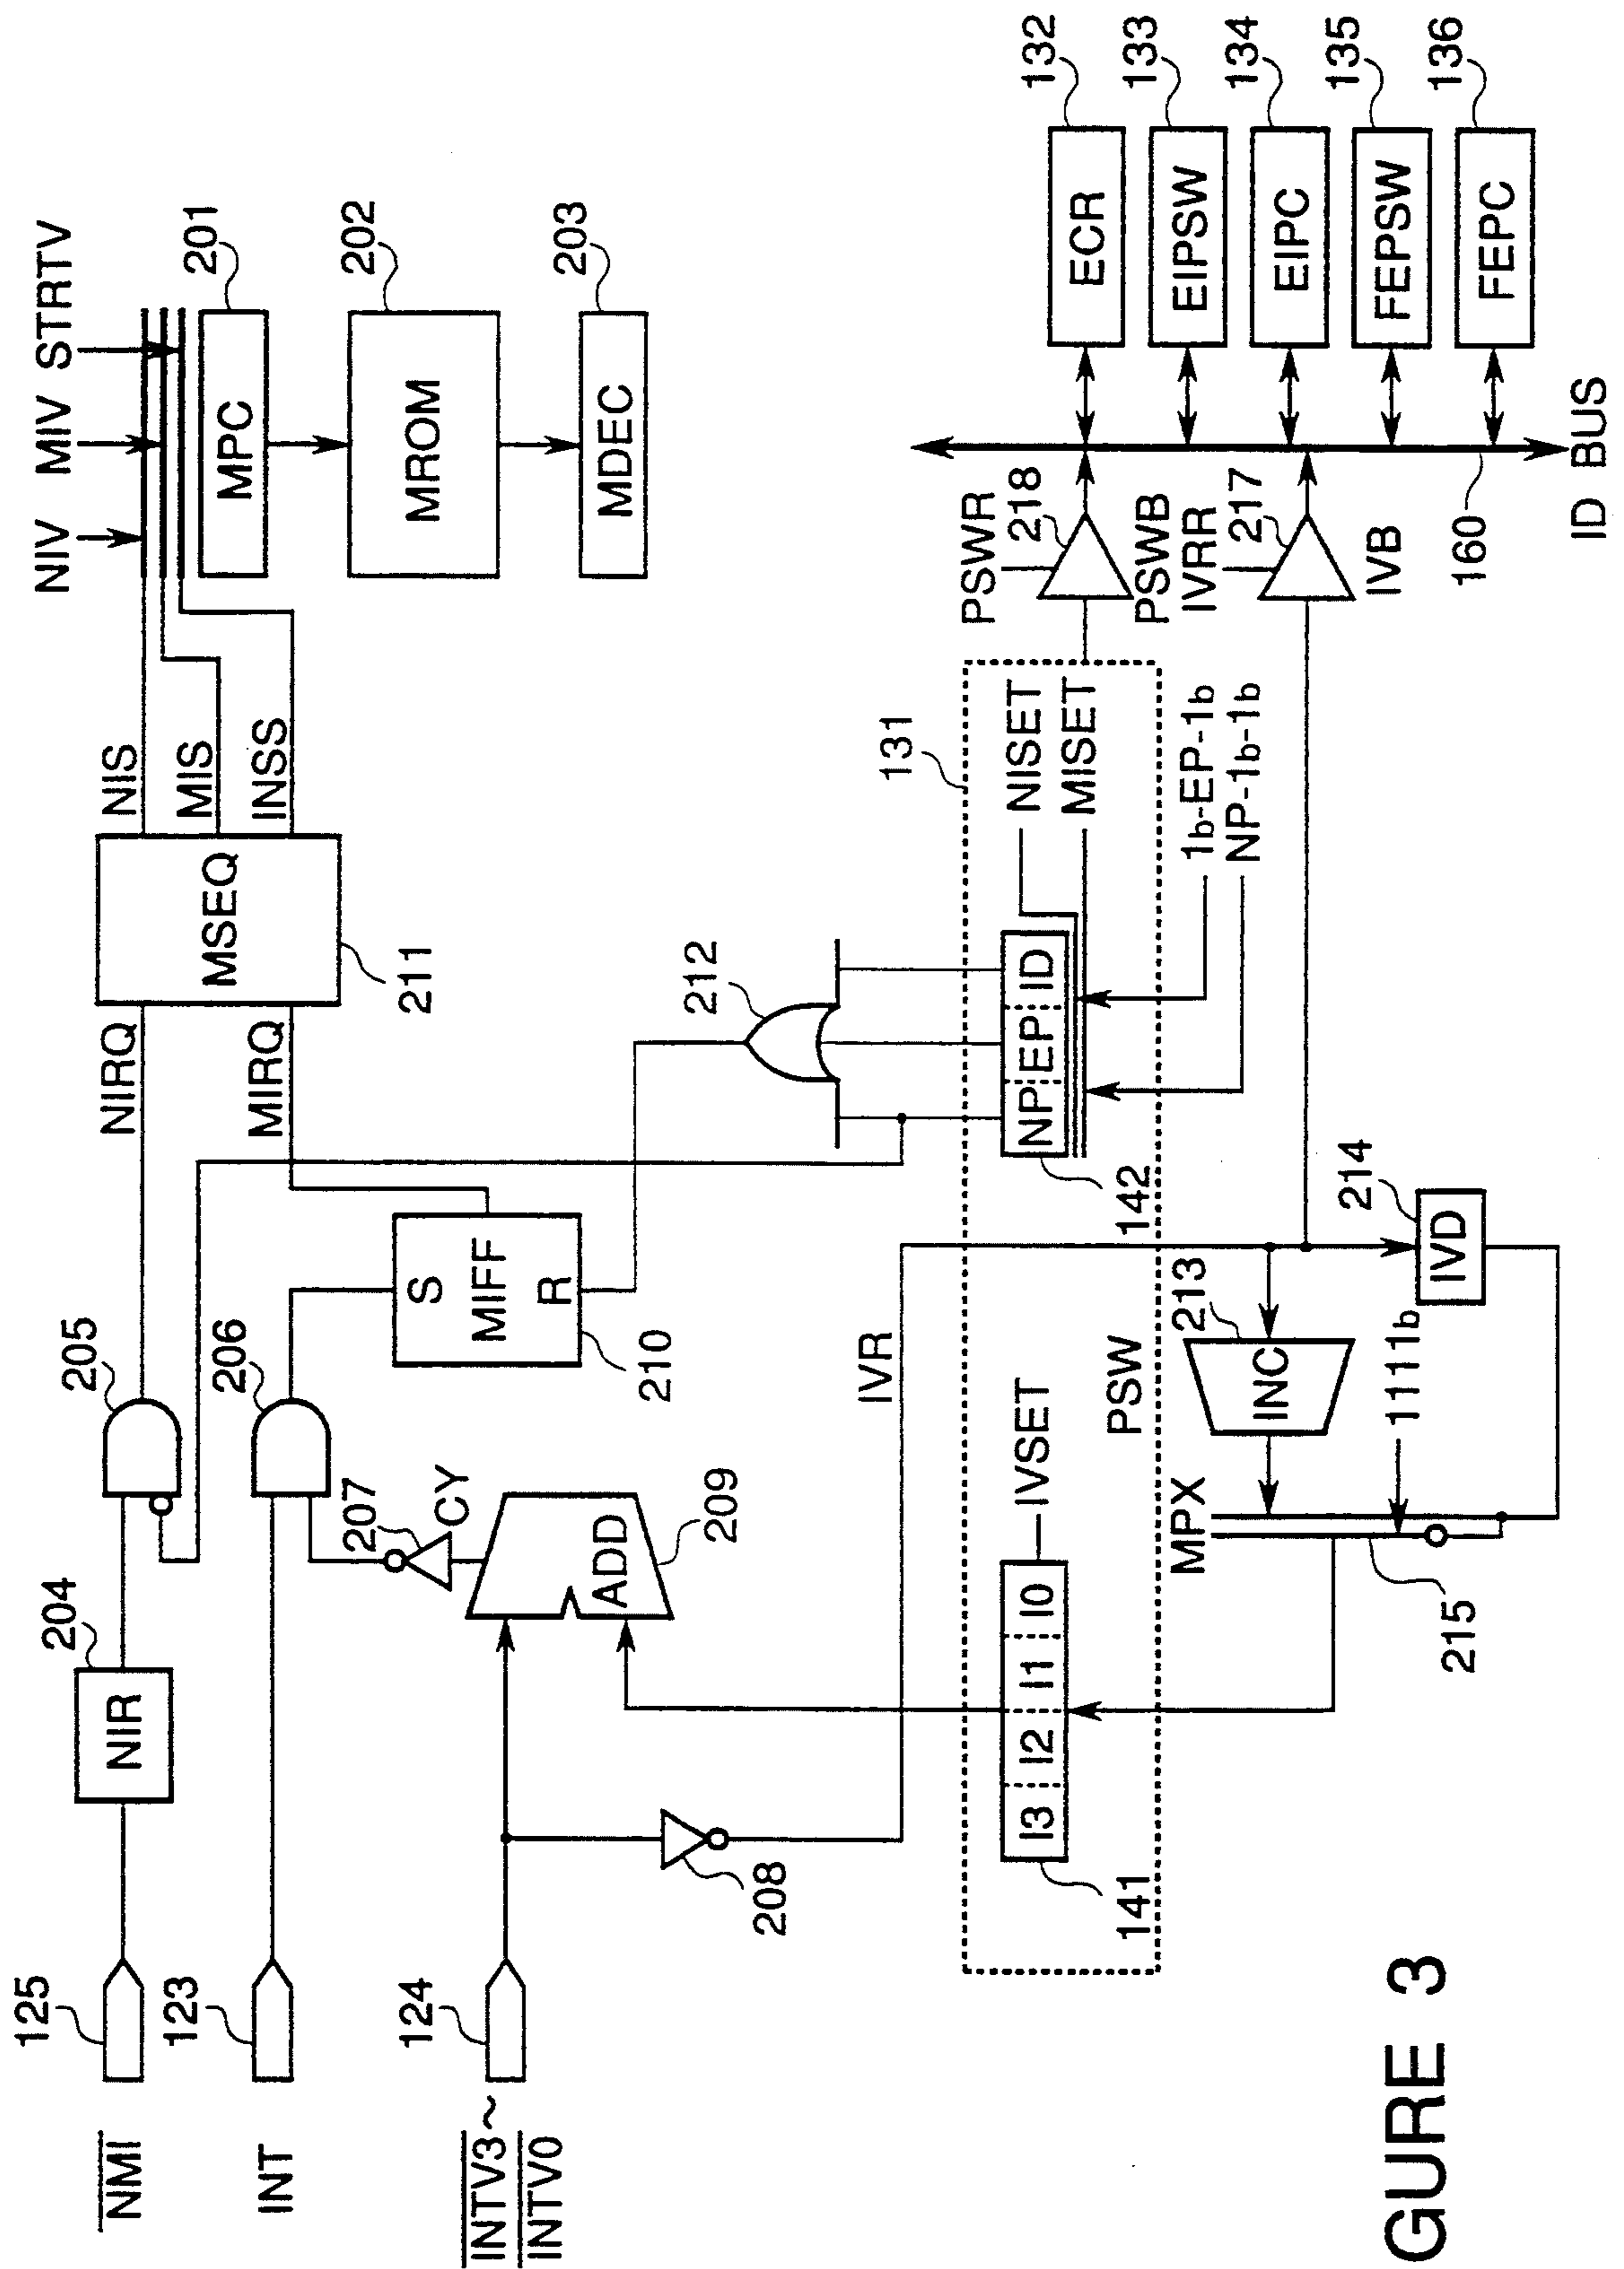 NMI
125
204
NIR
205
NIRQ
MSEQ
211
NIS
MIS
INSS
NIV
MIV
STRTV
MPC
201
MROM
202
MDEC
203
INT
123
206
MIRQ
S
MIFF
R
210
212
INTV3~
INTV0
124
207
CY
ADD
209
208
IVR
131
I3
I2
I1
I0
141
IVSET
PSW
NP
EP
ID
142
NISET
MISET
1b-EP-1b
NP-1b-1b
PSWR
218
PSWB
IVRR
217
IVB
160
ID BUS
ECR
132
EIPSW
133
EIPC
134
FEPSW
135
FEPC
136
MPX
215
INC
213
1111b
IVD
214
GURE 3